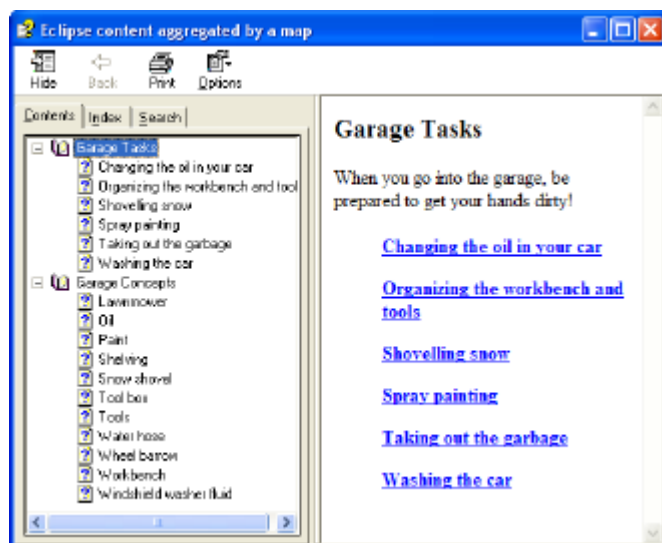 Eclipse content aggregated by a map
Hide Back Print Options
Contents Index Search
Garage Tasks
Changing the oil in your car
Organizing the workbench and tool
Shovelling snow
Spray painting
Taking out the garbage
Washing the car
Garage Concepts
Lawnmower
Oil
Paint
Shelving
Snow shovel
Tool box
Tools
Water hose
Wheel barrow
Workbench
Windshield washer fluid
Garage Tasks
When you go into the garage, be
prepared to get your hands dirty!
Changing the oil in your car
Organizing the workbench and
tools
Shovelling snow
Spray painting
Taking out the garbage
Washing the car